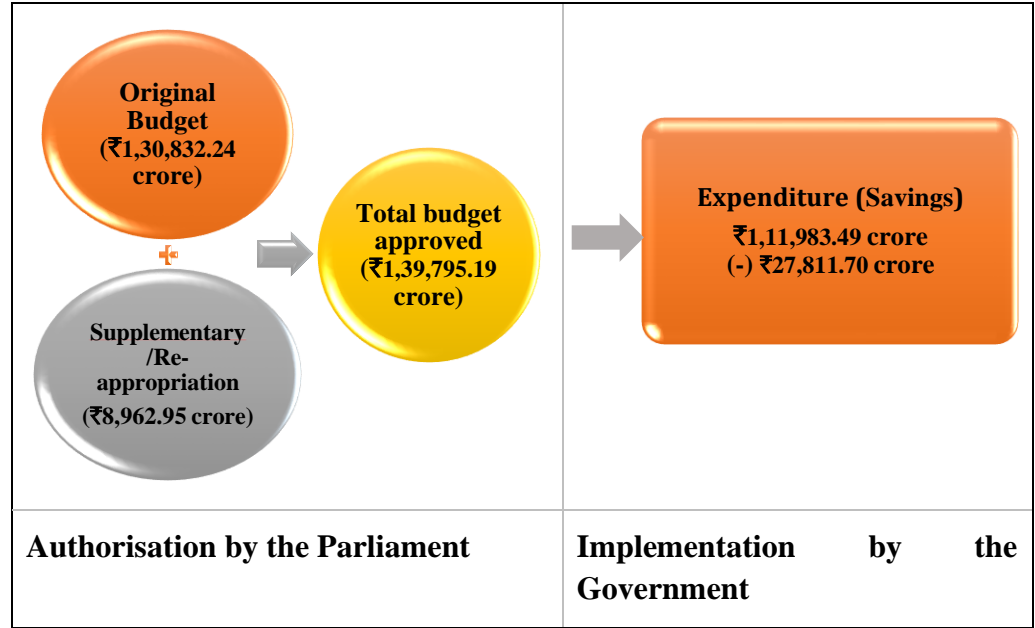 Original
Budget
(₹1,30,832.24
crore)
+
Supplementary
/Re-
appropriation
(₹8,962.95 crore)
Total budget
approved
(₹1,39,795.19
crore)
Expenditure (Savings)
₹1,11,983.49 crore
(-) ₹27,811.70 crore
Authorisation by the Parliament
Implementation by the
Government